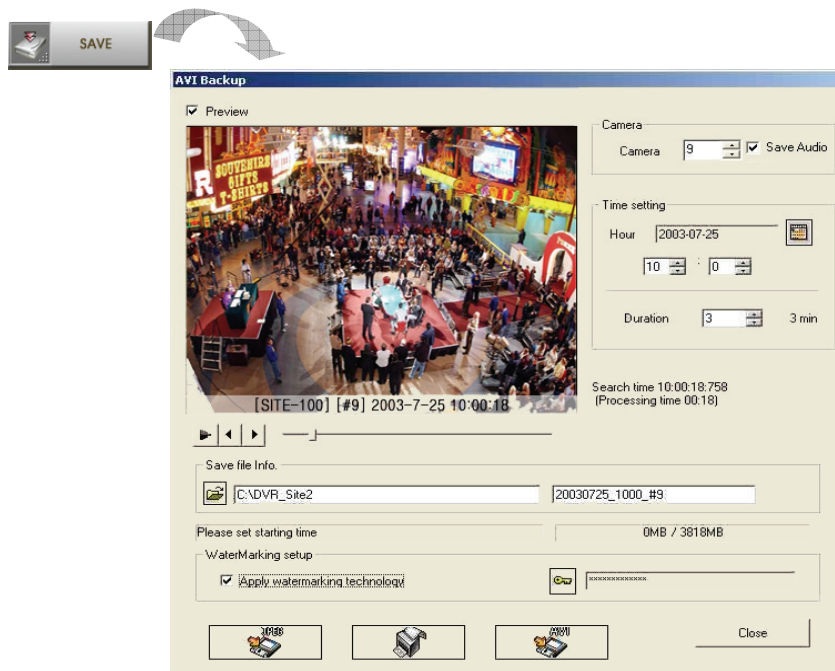 SAVE
AVI Backup
Preview
SOUVENIRS
GIFTS
T-SHIRTS
R
[SITE-100] [#9] 2003-7-25 10:00:18
Camera
Camera 9 Save Audio
Time setting
Hour 2003-07-25
10 : 0
Duration 3 3 min
Search time 10:00:18:758
(Processing time 00:18)
Save file Info.
C:\DVR_Site2 20030725_1000_#9
Please set starting time 0MB / 3818MB
WaterMarking setup
Apply watermarking technology *************
JPEG AVI Close